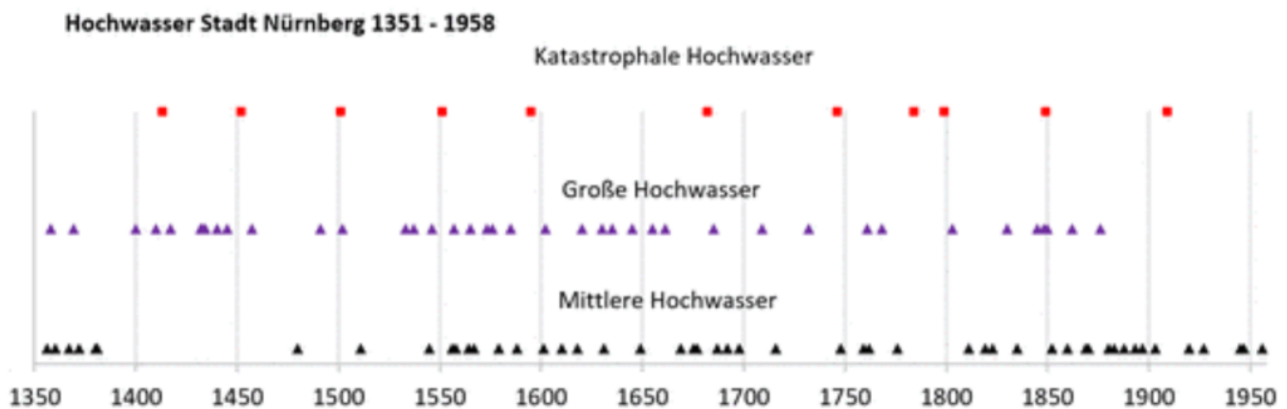 Hochwasser Stadt Nürnberg 1351 - 1958
Katastrophale Hochwasser
Große Hochwasser
Mittlere Hochwasser
1350 1400 1450 1500 1550 1600 1650 1700 1750 1800 1850 1900 1950